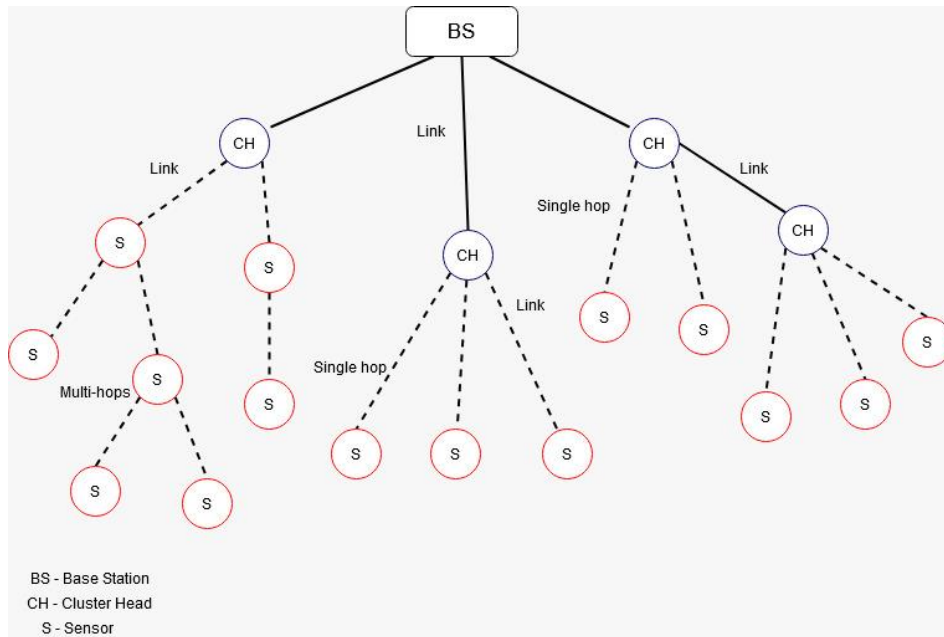 BS
CH
Link
CH
Link
Link
Single hop
S
CH
S
CH
Link
S
S
S
S
S
Single hop
Multi-hops
S
S
S
S
S
S
S
S
S
BS - Base Station
CH - Cluster Head
S - Sensor